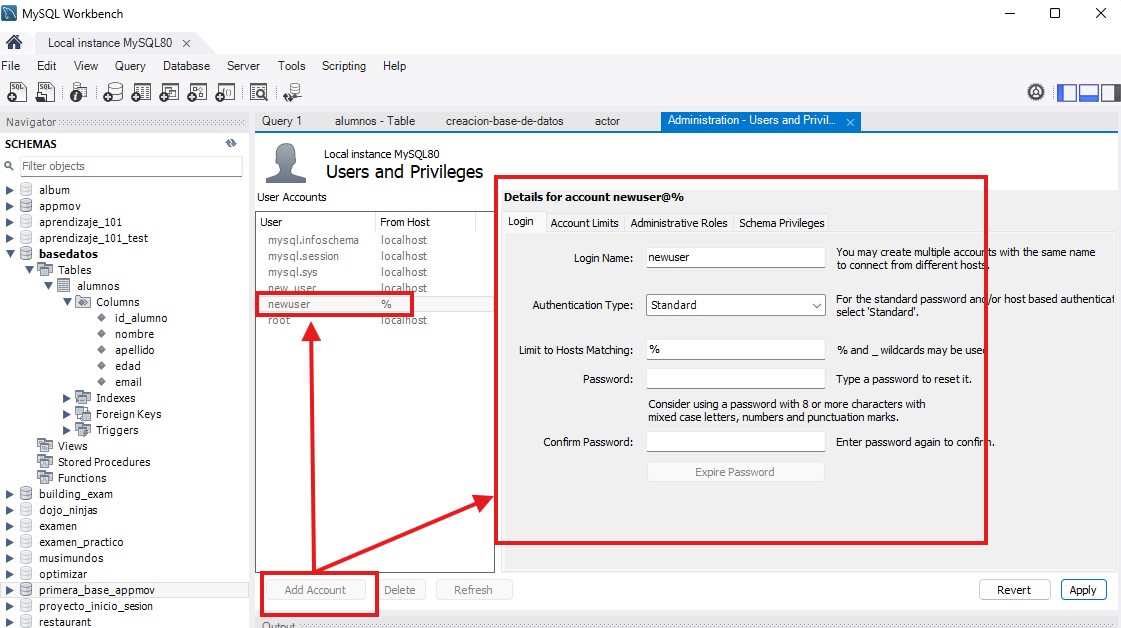 MySQL Workbench
Local instance MySQL80
File Edit View Query Database Server Tools Scripting Help
Navigator
SCHEMAS
Filter objects
album
appmov
aprendizaje_101
aprendizaje_101_test
basedatos
Tables
alumnos
Columns
id_alumno
nombre
apellido
edad
email
Indexes
Foreign Keys
Triggers
Views
Stored Procedures
Functions
building_exam
dojo_ninjas
examen
examen_practico
musimundos
optimizar
primera_base_appmov
proyecto_inicio_sesion
restaurant
Query 1 alumnos - Table creacion-base-de-datos actor Administration - Users and Privil...
Local instance MySQL80
Users and Privileges
User Accounts
User From Host
mysql.infoschema localhost
mysql.session localhost
mysql.sys localhost
new_user localhost
newuser %
root localhost
Add Account Delete Refresh
Details for account newuser@%
Login Account Limits Administrative Roles Schema Privileges
Login Name: newuser You may create multiple accounts with the same name
to connect from different hosts.
Authentication Type: Standard For the standard password and/or host based authenticat
select 'Standard'.
Limit to Hosts Matching: % % and _ wildcards may be used
Password: Type a password to reset it.
Consider using a password with 8 or more characters with
mixed case letters, numbers and punctuation marks.
Confirm Password: Enter password again to confirm.
Expire Password
Revert Apply
Output